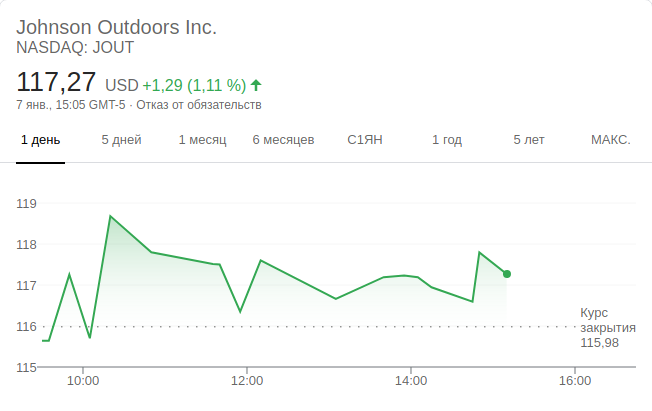 Johnson Outdoors Inc.
NASDAQ: JOUT
117,27 USD +1,29 (1,11 %)
7 янв., 15:05 GMT-5 · Отказ от обязательств
1 день 5 дней 1 месяц 6 месяцев С1ЯН 1 год 5 лет МАКС.
119
118
117
116
115
Курс
закрытия
115,98
10:00 12:00 14:00 16:00